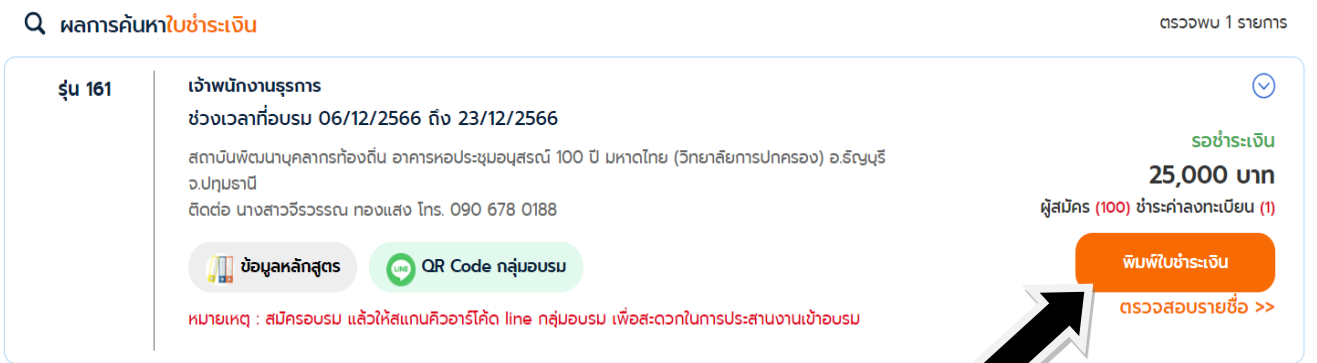 ผลการค้นหาใบชำระเงิน
ตรวจพบ 1 รายการ
รุ่น 161
เจ้าพนักงานธุรการ
ช่วงเวลาที่อบรม 06/12/2566 ถึง 23/12/2566
สถาบันพัฒนาบุคลากรท้องถิ่น อาคารหอประชุมอนุสรณ์ 100 ปี มหาดไทย (วิทยาลัยการปกครอง) อ.ธัญบุรี
จ.ปทุมธานี
ติดต่อ นางสาวจีรวรรณ ทองแสง โทร. 090 678 0188
รอชำระเงิน
25,000 บาท
ผู้สมัคร (100) ชำระค่าลงทะเบียน (1)
ข้อมูลหลักสูตร
LINE
QR Code กลุ่มอบรม
พิมพ์ใบชำระเงิน
ตรวจสอบรายชื่อ >>
หมายเหตุ : สมัครอบรม แล้วให้สแกนคิวอาร์โค้ด line กลุ่มอบรม เพื่อสะดวกในการประสานงานเข้าอบรม